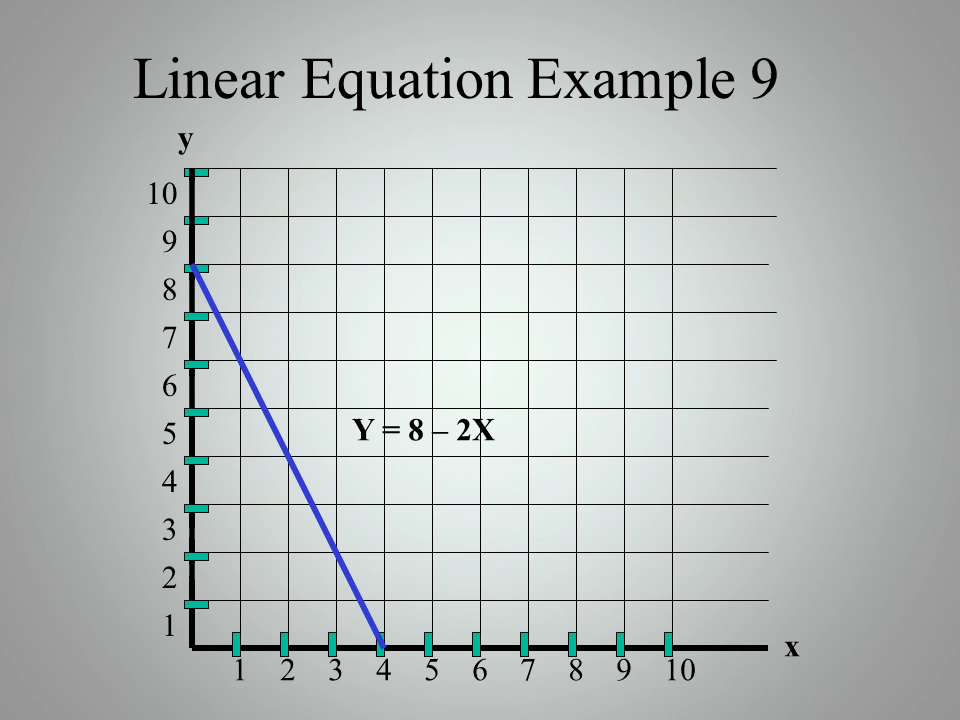 Linear Equation Example 9
y
10
9
8
7
6
5
4
3
2
1
Y = 8 – 2X
x
1 2 3 4 5 6 7 8 9 10